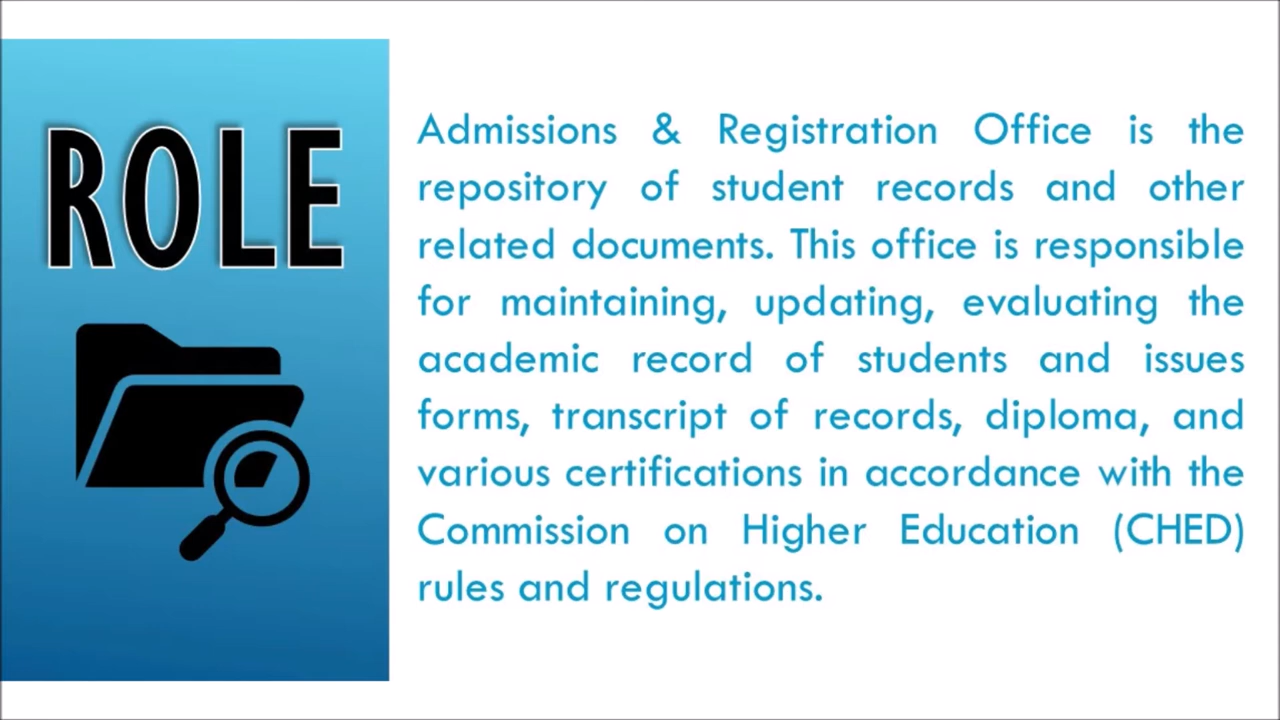 ROLE
Admissions & Registration Office is the
repository of student records and other
related documents. This office is responsible
for maintaining, updating, evaluating the
academic record of students and issues
forms, transcript of records, diploma, and
various certifications in accordance with the
Commission on Higher Education (CHED)
rules and regulations.